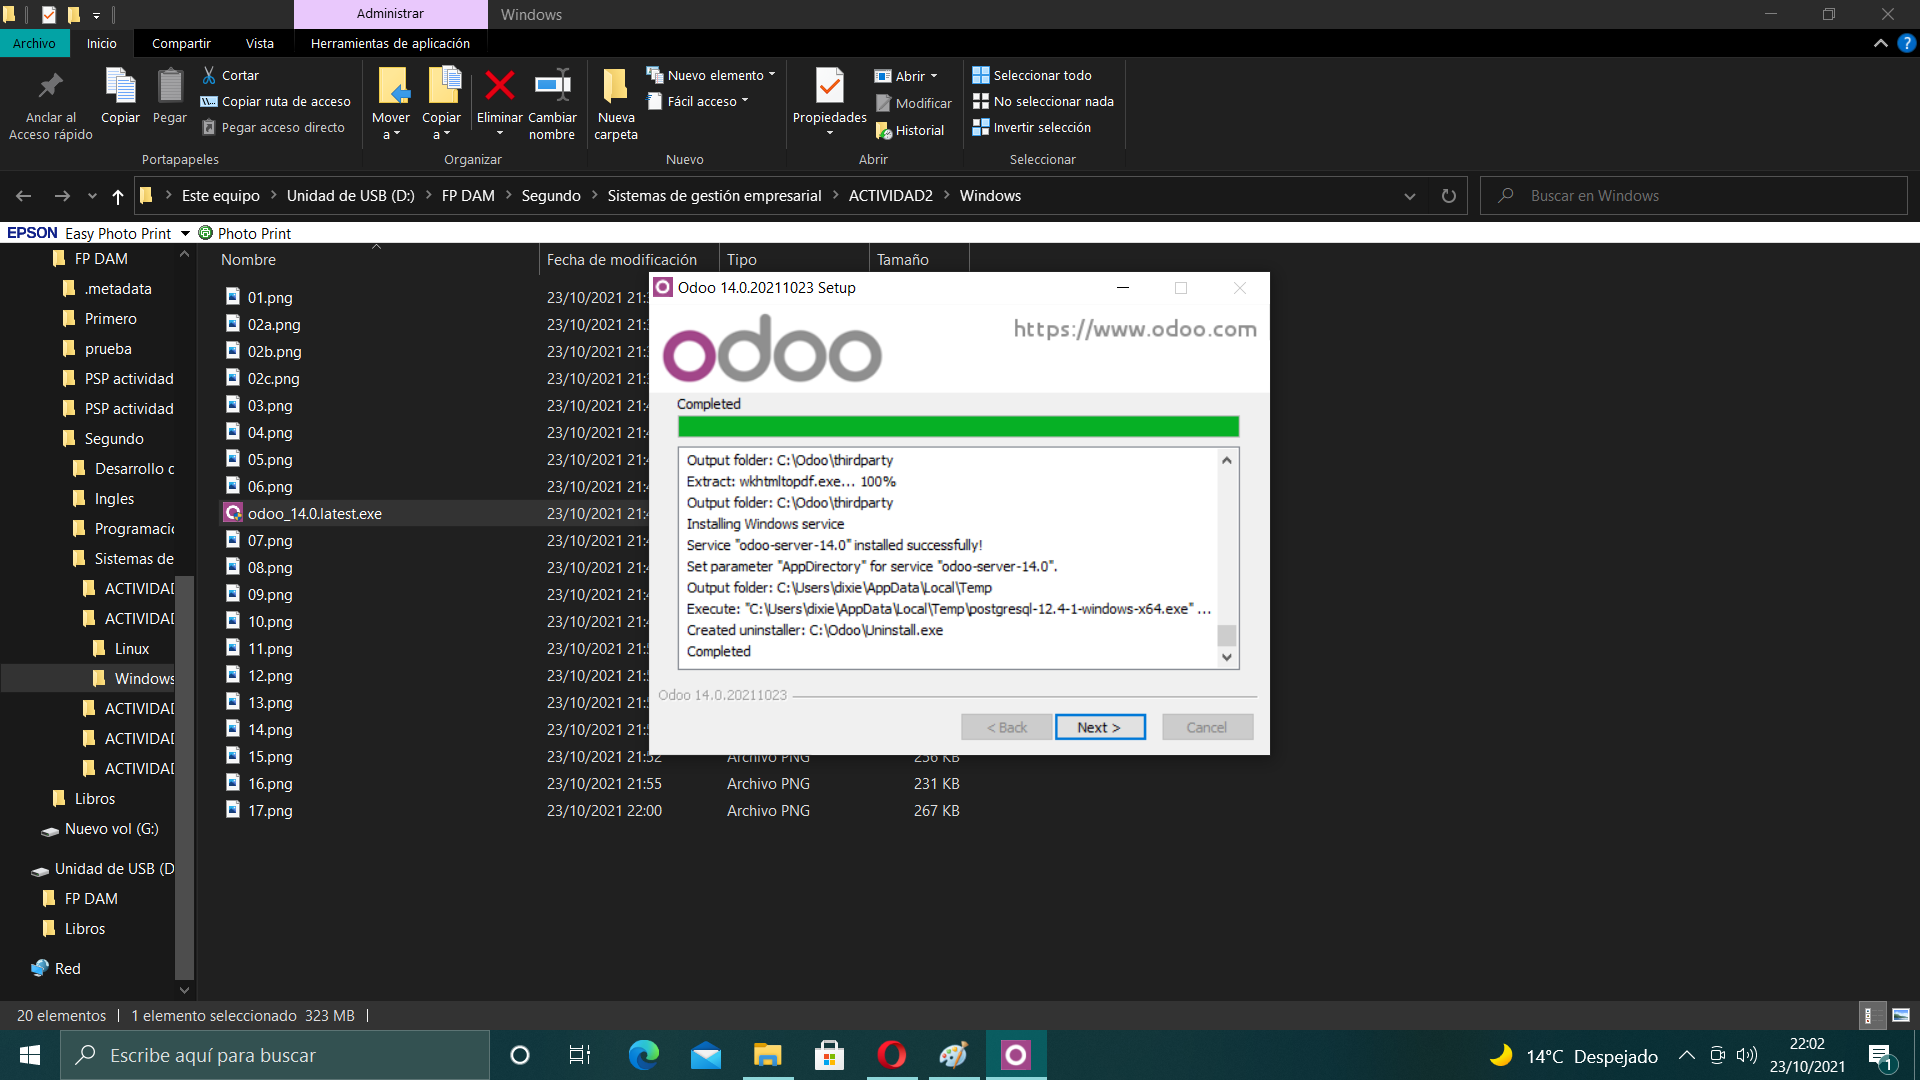 Administrar
Windows
Archivo
Inicio
Compartir
Vista
Herramientas de aplicación
?
Anclar al
Acceso rápido
Copiar
Pegar
Cortar
Copiar ruta de acceso
Pegar acceso directo
Portapapeles
Mover
a
Copiar
a
Eliminar
Cambiar
nombre
Organizar
Nueva
carpeta
Nuevo elemento
Fácil acceso
Nuevo
Propiedades
Abrir
Modificar
Historial
Abrir
Seleccionar todo
No seleccionar nada
Invertir selección
Seleccionar
Este equipo > Unidad de USB (D:) > FP DAM > Segundo > Sistemas de gestión empresarial > ACTIVIDAD2 > Windows
Buscar en Windows
EPSON Easy Photo Print Photo Print
FP DAM
.metadata
Primero
prueba
PSP actividad
PSP actividad
Segundo
Desarrollo
Ingles
Programació
Sistemas de
ACTIVIDAD
ACTIVIDAD
Linux
Windows
ACTIVIDAD
ACTIVIDAD
ACTIVIDAD
Libros
Nuevo vol (G:)
Unidad de USB (D
FP DAM
Libros
Red
Nombre Fecha de modificación Tipo Tamaño
01.png 23/10/2021 21:
02a.png 23/10/2021 21:
02b.png 23/10/2021 21:
02c.png 23/10/2021 21:
03.png 23/10/2021 21:
04.png 23/10/2021 21:
05.png 23/10/2021 21:
06.png 23/10/2021 21:
odoo_14.0.latest.exe 23/10/2021 21:
07.png 23/10/2021 21:
08.png 23/10/2021 21:
09.png 23/10/2021 21:
10.png 23/10/2021 21:
11.png 23/10/2021 21:
12.png 23/10/2021 21:
13.png 23/10/2021 21:
14.png 23/10/2021 21:
15.png 23/10/2021 21:52 Archivo PNG 256 KB
16.png 23/10/2021 21:55 Archivo PNG 231 KB
17.png 23/10/2021 22:00 Archivo PNG 267 KB
Odoo 14.0.20211023 Setup
odoo
https://www.odoo.com
Completed
Output folder: C:\Odoo\thirdparty
Extract: wkhtmltopdf.exe... 100%
Output folder: C:\Odoo\thirdparty
Installing Windows service
Service "odoo-server-14.0" installed successfully!
Set parameter "AppDirectory" for service "odoo-server-14.0".
Output folder: C:\Users\dixie\AppData\Local\Temp
Execute: "C:\Users\dixie\AppData\Local\Temp\postgresql-12.4-1-windows-x64.exe" ...
Created uninstaller: C:\Odoo\Uninstall.exe
Completed
Odoo 14.0.20211023
< Back
Next >
Cancel
20 elementos
1 elemento seleccionado 323 MB
Escribe aquí para buscar
14°C Despejado
22:02
23/10/2021
1